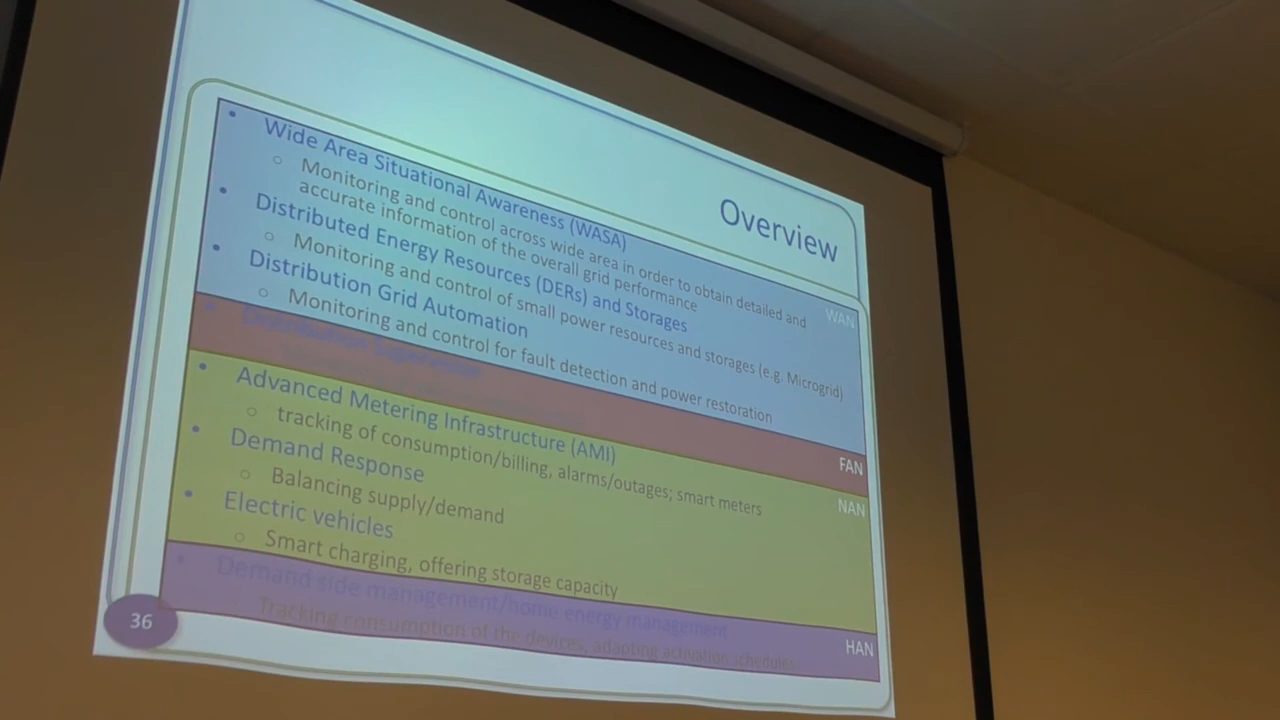 Overview
• Wide Area Situational Awareness (WASA)
○ Monitoring and control across wide area in order to obtain detailed and
accurate information of the overall grid performance
• Distributed Energy Resources (DERs) and Storages
○ Monitoring and control of small power resources and storages (e.g. Microgrid)
• Distribution Grid Automation
○ Monitoring and control for fault detection and power restoration
WAN
• Distribution
FAN
• Advanced Metering Infrastructure (AMI)
○ tracking of consumption/billing, alarms/outages; smart meters
NAN
• Demand Response
○ Balancing supply/demand
• Electric vehicles
○ Smart charging, offering storage capacity
• Demand side management/home energy management
Tracking consumption of the devices, adapting activation schedules
HAN
36